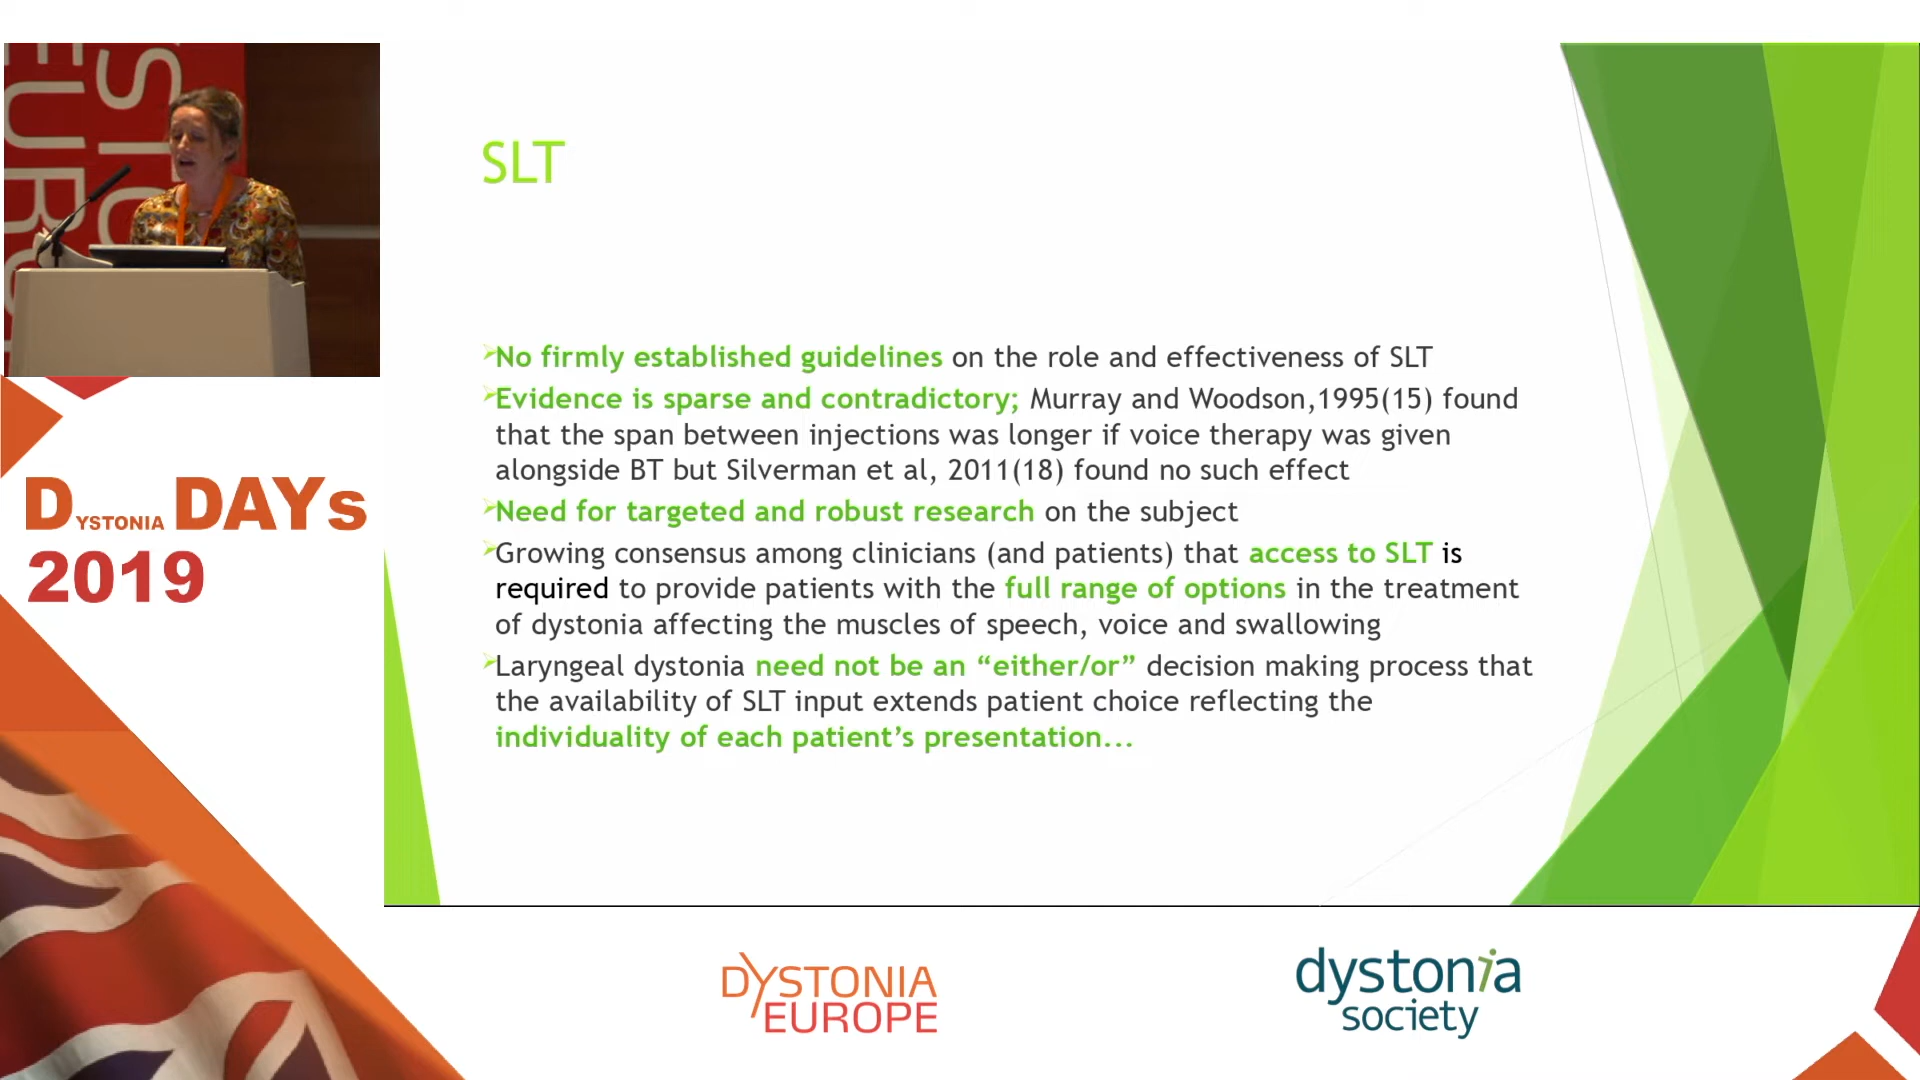 SLT
No firmly established guidelines on the role and effectiveness of SLT
Evidence is sparse and contradictory; Murray and Woodson,1995(15) found
that the span between injections was longer if voice therapy was given
alongside BT but Silverman et al, 2011(18) found no such effect
Need for targeted and robust research on the subject
Growing consensus among clinicians (and patients) that access to SLT is
required to provide patients with the full range of options in the treatment
of dystonia affecting the muscles of speech, voice and swallowing
Laryngeal dystonia need not be an “either/or” decision making process that
the availability of SLT input extends patient choice reflecting the
individuality of each patient’s presentation...
DYSTONIA DAYs
2019
DYSTONIA
EUROPE
dystonia
society